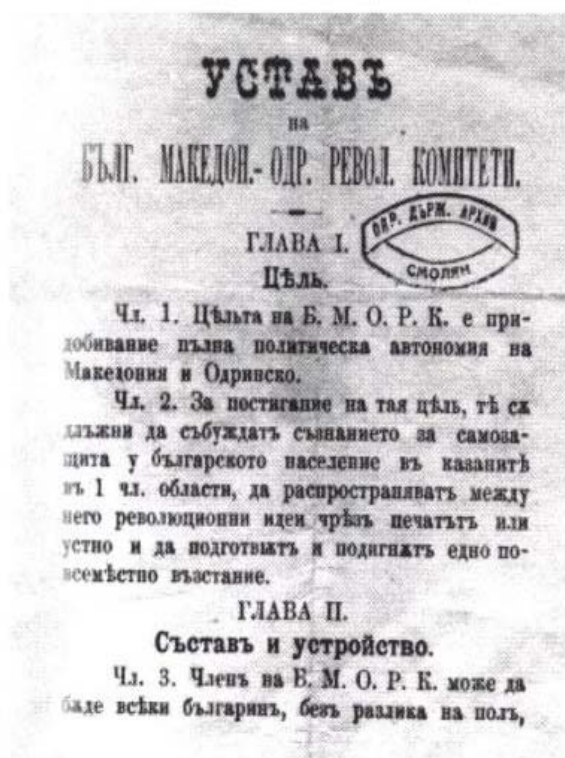 УСТАВЪ
на
БЪЛГ. МАКЕДОН.- ОДР. РЕВОЛ. КОМИТЕТИ.
ГЛАВА I.
ОКР. ДЪРЖ. АРХИВ
СМОЛЯН
Цѣль.
Чл. 1. Цѣльта на Б. М. О. Р. К. е при-
добивание пълна политическа автономия на
Македония и Одринско.
Чл. 2. За постигание на тая цѣль, тѣ сѫ
длъжни да събуждатъ съзнанието за самоза-
щита у българското население въ казанитѣ
въ 1 чл. области, да распространяватъ между
него революционни идеи чрѣзъ печатътъ или
устно и да подготвятъ и подигнѫтъ едно по-
всемѣстно възстание.
ГЛАВА II.
Съставъ и устройство.
Чл. 3. Членъ на Б. М. О. Р. К. може да
бѫде всѣки българинъ, безъ разлика на полъ,